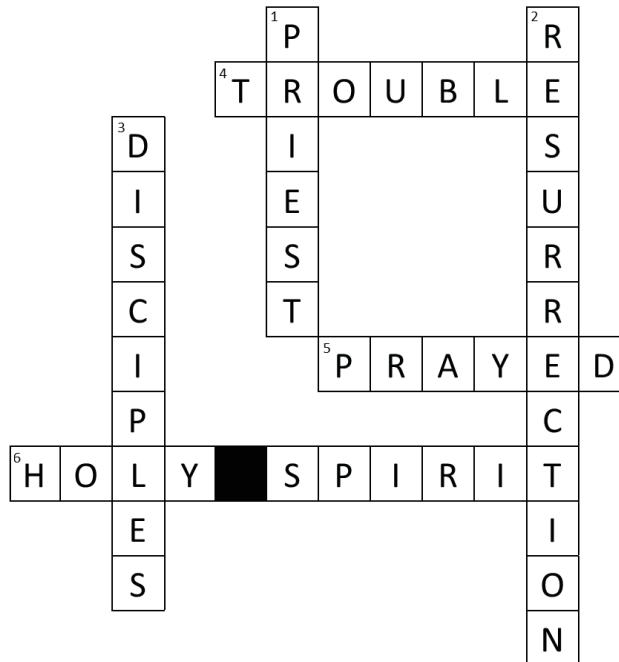 1 P 2 R
4 T R O U B L E
3 D I S
I E U
S S R
C T R
I 5 P R A Y E D
P C
6 H O L Y S P I R I T
E I
S O
N